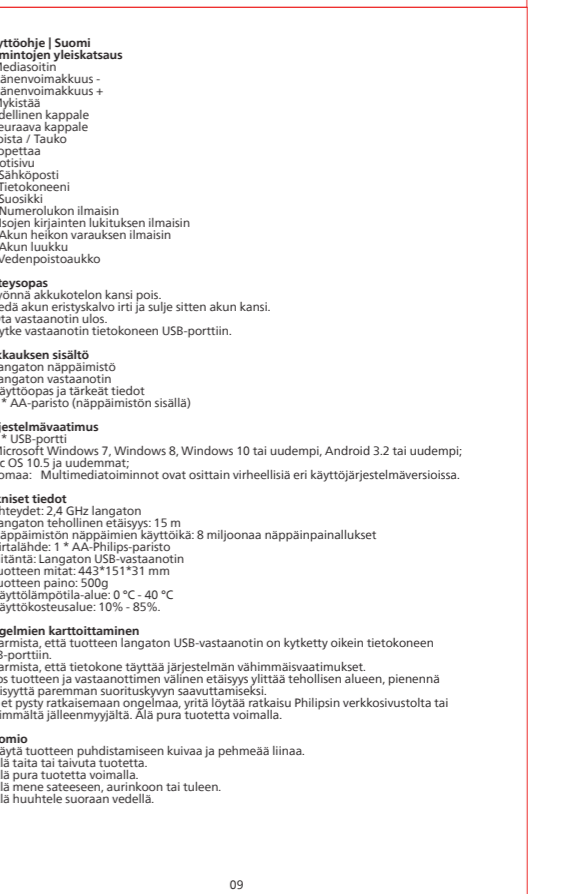 yttöohje | Suomi
mintojen yleiskatsaus
Mediasoitin
änenvoimakkuus -
änenvoimakkuus +
Mykistää
dellinen kappale
euraava kappale
oista / Tauko
opettaa
otisivu
Sähköposti
Tietokoneeni
Suosikki
Numerolukon ilmaisin
Isojen kirjainten lukituksen ilmaisin
Akun heikon varauksen ilmaisin
Akun luukku
Vedenpoistoaukko
teysopas
yönnä akkukotelon kansi pois.
edä akun eristyskalvo irti ja sulje sitten akun kansi.
ta vastaanotin ulos.
ytke vastaanotin tietokoneen USB-porttiin.
kkauksen sisältö
angaton näppäimistö
angaton vastaanotin
äyttöopas ja tärkeät tiedot
* AA-paristo (näppäimistön sisällä)
jestelmävaatimus
* USB-portti
Microsoft Windows 7, Windows 8, Windows 10 tai uudempi, Android 3.2 tai uudempi;
c OS 10.5 ja uudemmat;
omaa: Multimediatoiminnot ovat osittain virheellisiä eri käyttöjärjestelmäversioissa.
kniset tiedot
hteydet: 2,4 GHz langaton
angaton tehollinen etäisyys: 15 m
äppäimistön näppäimien käyttöikä: 8 miljoonaa näppäinpainallukset
irtalähde: 1 * AA-Philips-paristo
itäntä: Langaton USB-vastaanotin
uotteen mitat: 443*151*31 mm
uotteen paino: 500g
äyttölämpötila-alue: 0 °C - 40 °C
äyttökosteusalue: 10% - 85%.
gelmien karttoittaminen
armista, että tuotteen langaton USB-vastaanotin on kytketty oikein tietokoneen
B-porttiin.
armista, että tietokone täyttää järjestelmän vähimmäisvaatimukset.
os tuotteen ja vastaanottimen välinen etäisyys ylittää tehollisen alueen, pienennä
isyyttä paremman suorituskyvyn saavuttamiseksi.
et pysty ratkaisemaan ongelmaa, yritä löytää ratkaisu Philipsin verkkosivustolta tai
immältä jälleenmyyjältä. Älä pura tuotetta voimalla.
omio
äytä tuotteen puhdistamiseen kuivaa ja pehmeää liinaa.
lä taita tai taivuta tuotetta.
lä pura tuotetta voimalla.
lä mene sateeseen, aurinkoon tai tuleen.
lä huuhtele suoraan vedellä.
09